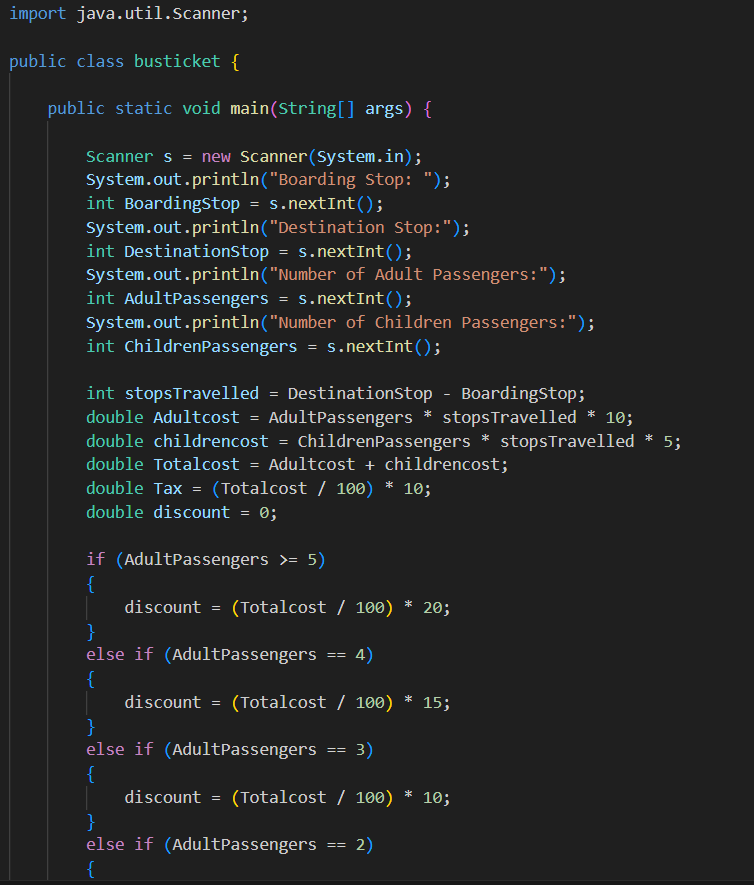 import java.util.Scanner;
public class busticket {
public static void main(String[] args) {
Scanner s = new Scanner(System.in);
System.out.println("Boarding Stop: ");
int BoardingStop = s.nextInt();
System.out.println("Destination Stop:");
int DestinationStop = s.nextInt();
System.out.println("Number of Adult Passengers:");
int AdultPassengers = s.nextInt();
System.out.println("Number of Children Passengers:");
int ChildrenPassengers = s.nextInt();
int stopsTravelled = DestinationStop - BoardingStop;
double Adultcost = AdultPassengers * stopsTravelled * 10;
double childrencost = ChildrenPassengers * stopsTravelled * 5;
double Totalcost = Adultcost + childrencost;
double Tax = (Totalcost / 100) * 10;
double discount = 0;
if (AdultPassengers >= 5)
{
discount = (Totalcost / 100) * 20;
}
else if (AdultPassengers == 4)
{
discount = (Totalcost / 100) * 15;
}
else if (AdultPassengers == 3)
{
discount = (Totalcost / 100) * 10;
}
else if (AdultPassengers == 2)
{